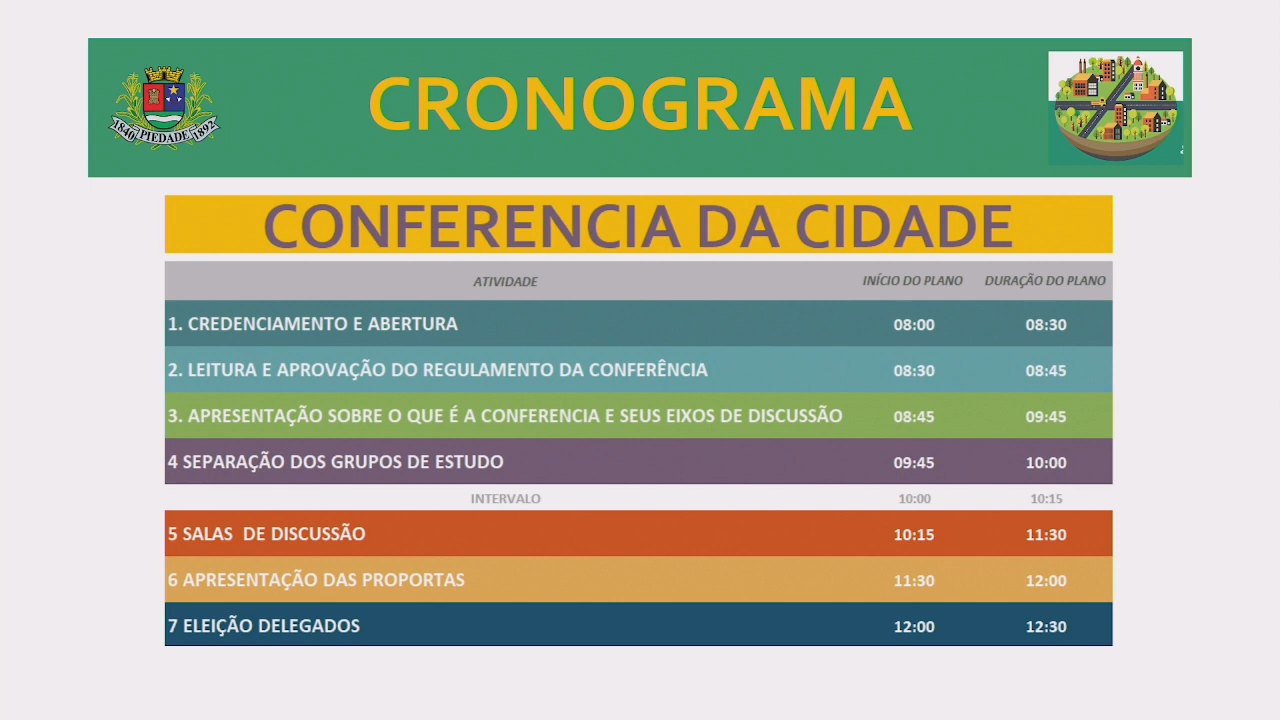 1840 PIEDADE 1892
CRONOGRAMA
CONFERENCIA DA CIDADE
ATIVIDADE INÍCIO DO PLANO DURAÇÃO DO PLANO
1. CREDENCIAMENTO E ABERTURA 08:00 08:30
2. LEITURA E APROVAÇÃO DO REGULAMENTO DA CONFERÊNCIA 08:30 08:45
3. APRESENTAÇÃO SOBRE O QUE É A CONFERENCIA E SEUS EIXOS DE DISCUSSÃO 08:45 09:45
4 SEPARAÇÃO DOS GRUPOS DE ESTUDO 09:45 10:00
INTERVALO 10:00 10:15
5 SALAS  DE DISCUSSÃO 10:15 11:30
6 APRESENTAÇÃO DAS PROPORTAS 11:30 12:00
7 ELEIÇÃO DELEGADOS 12:00 12:30